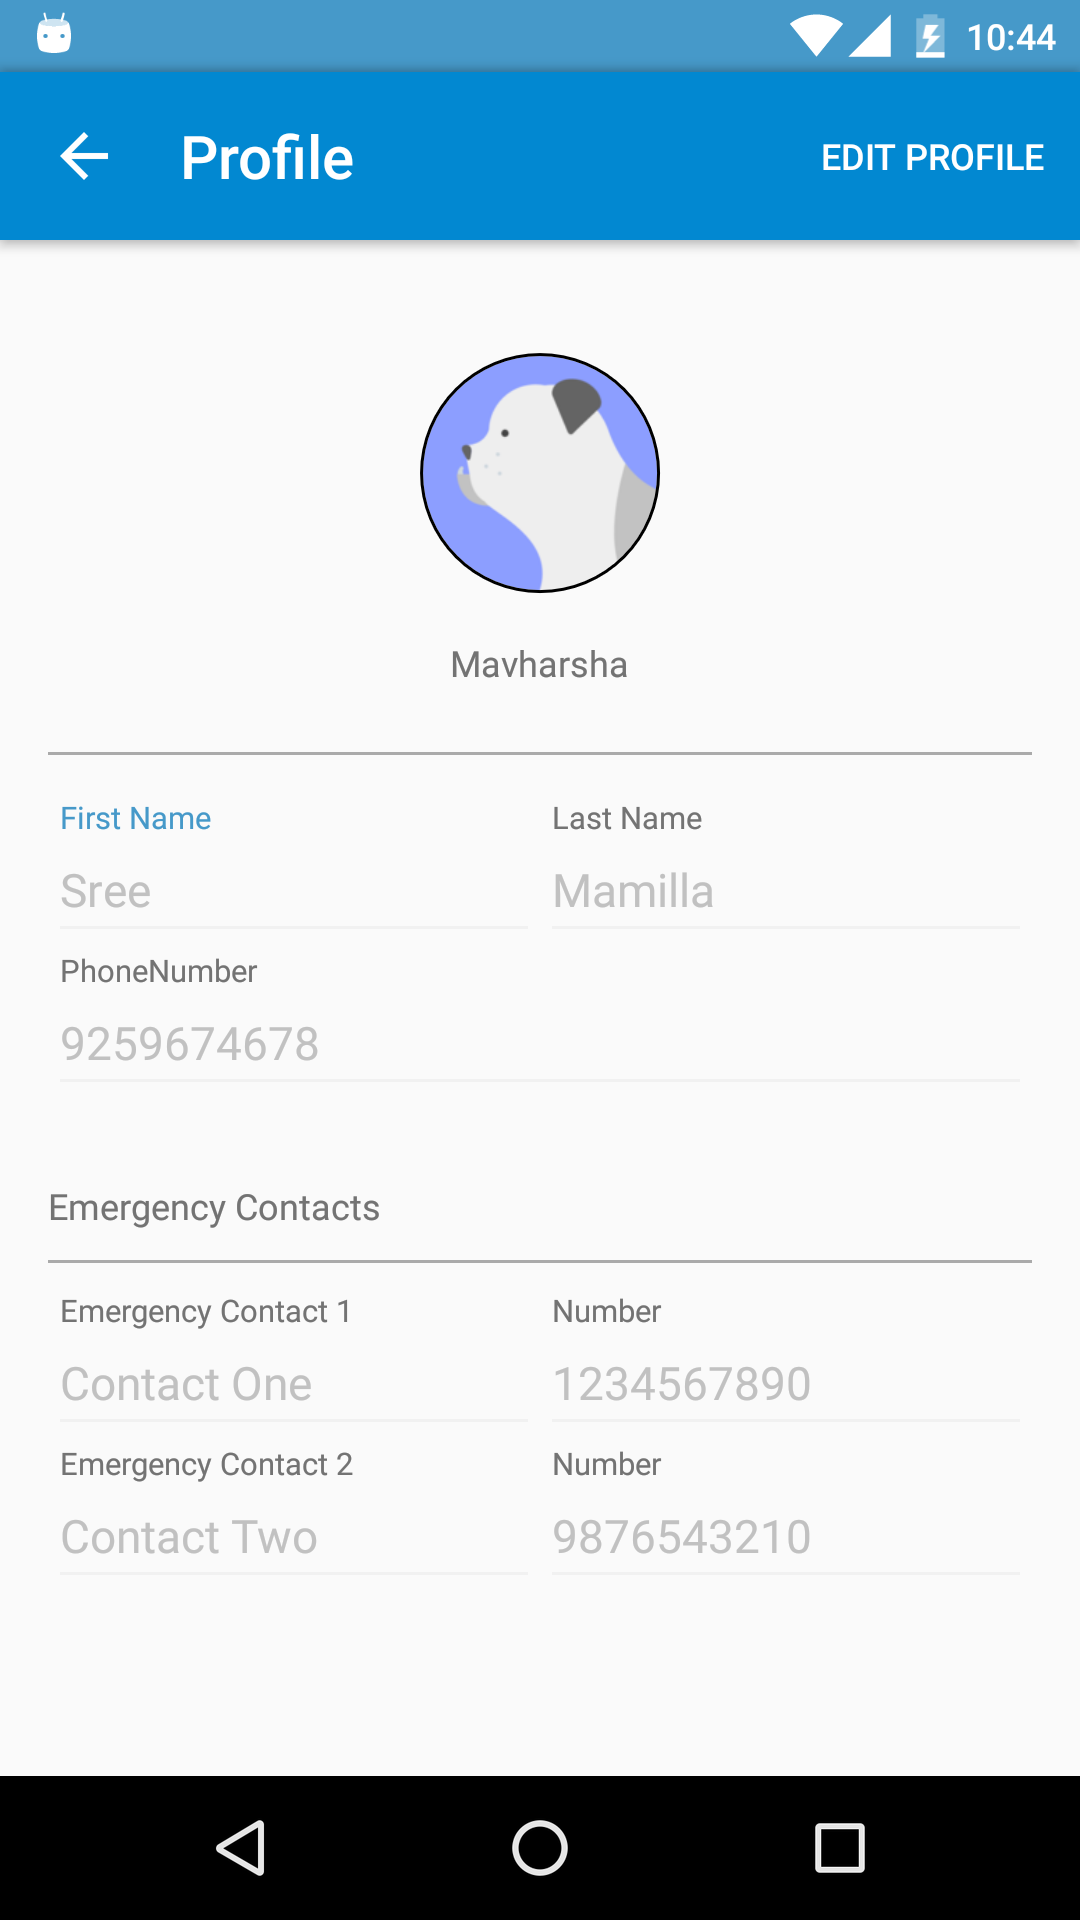 10:44
Profile
EDIT PROFILE
Mavharsha
First Name
Last Name
Sree
Mamilla
PhoneNumber
9259674678
Emergency Contacts
Emergency Contact 1
Number
Contact One
1234567890
Emergency Contact 2
Number
Contact Two
9876543210